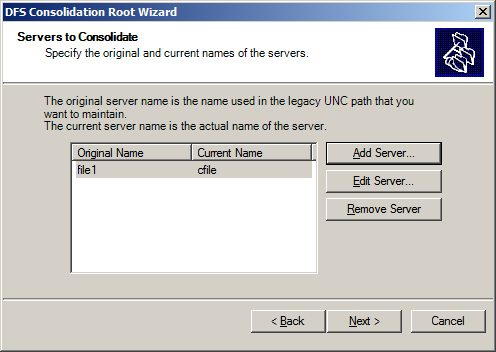 DFS Consolidation Root Wizard
Servers to Consolidate
Specify the original and current names of the servers.
The original server name is the name used in the legacy UNC path that you
want to maintain.
The current server name is the actual name of the server.
Original Name Current Name
file1 cfile
Add Server...
Edit Server...
Remove Server
< Back Next > Cancel